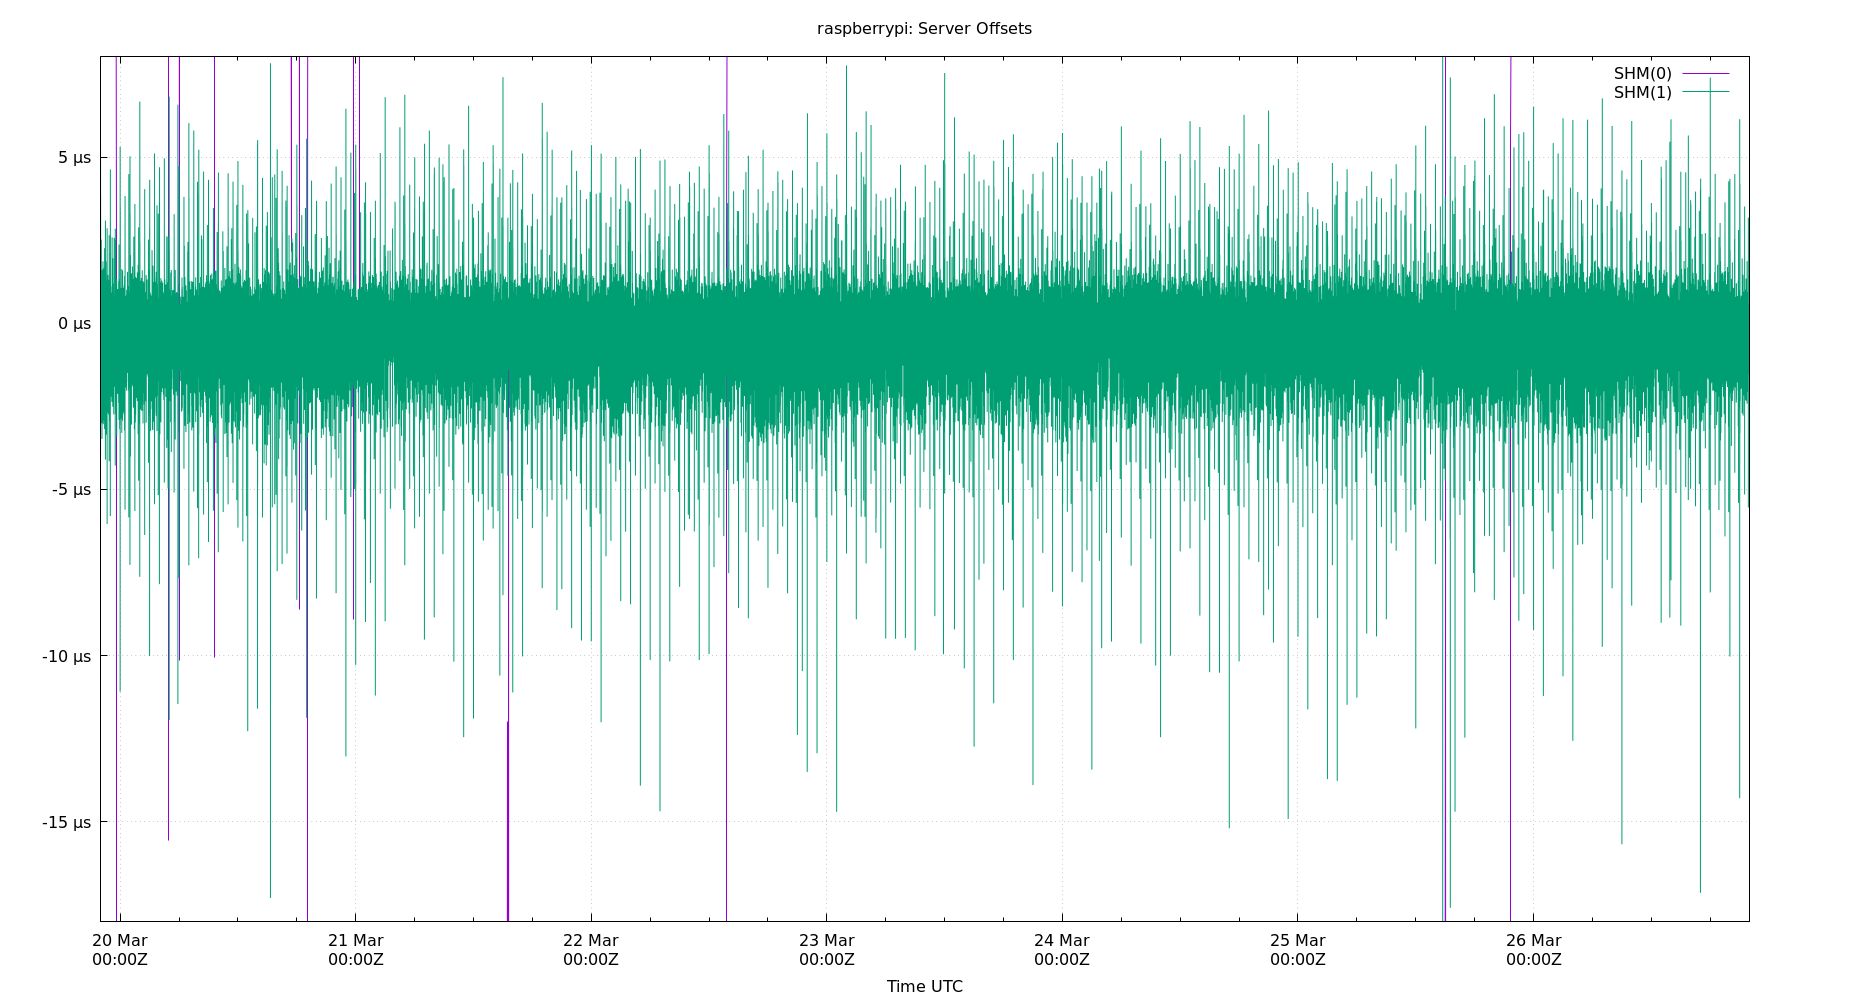 raspberrypi: Server Offsets
SHM(0)
SHM(1)
5 µs
0 µs
-5 µs
-10 µs
-15 µs
20 Mar 21 Mar 22 Mar 23 Mar 24 Mar 25 Mar 26 Mar
00:00Z 00:00Z 00:00Z 00:00Z 00:00Z 00:00Z 00:00Z
Time UTC